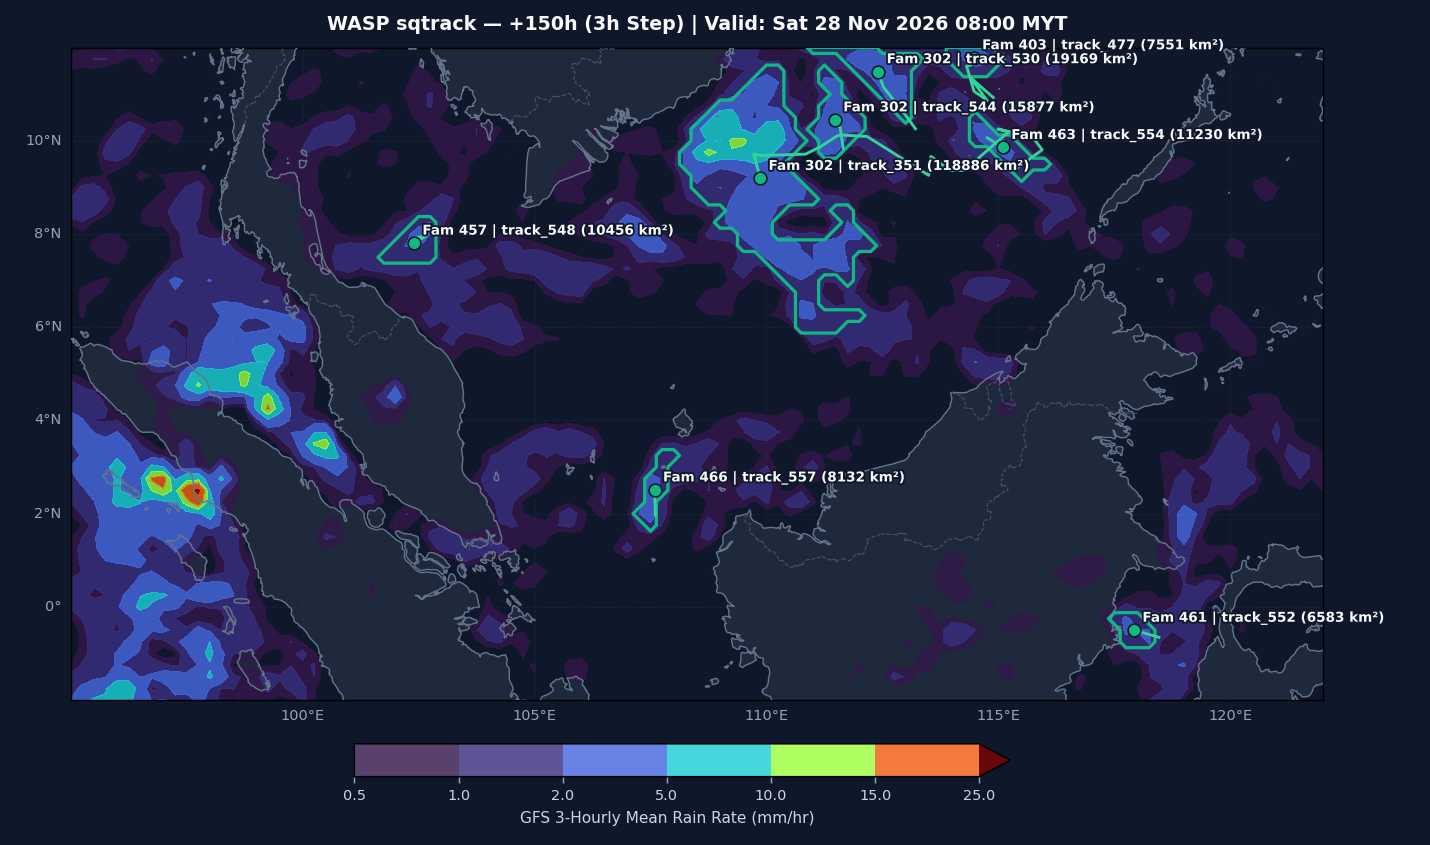 WASP sqtrack — +150h (3h Step) | Valid: Sat 28 Nov 2026 08:00 MYT
Fam 403 | track_477 (7551 km²)
Fam 302 | track_530 (19169 km²)
Fam 302 | track_544 (15877 km²)
Fam 463 | track_554 (11230 km²)
Fam 302 | track_351 (118886 km²)
Fam 457 | track_548 (10456 km²)
Fam 466 | track_557 (8132 km²)
Fam 461 | track_552 (6583 km²)
10°N
8°N
6°N
4°N
2°N
0°
100°E 105°E 110°E 115°E 120°E
0.5 1.0 2.0 5.0 10.0 15.0 25.0
GFS 3-Hourly Mean Rain Rate (mm/hr)